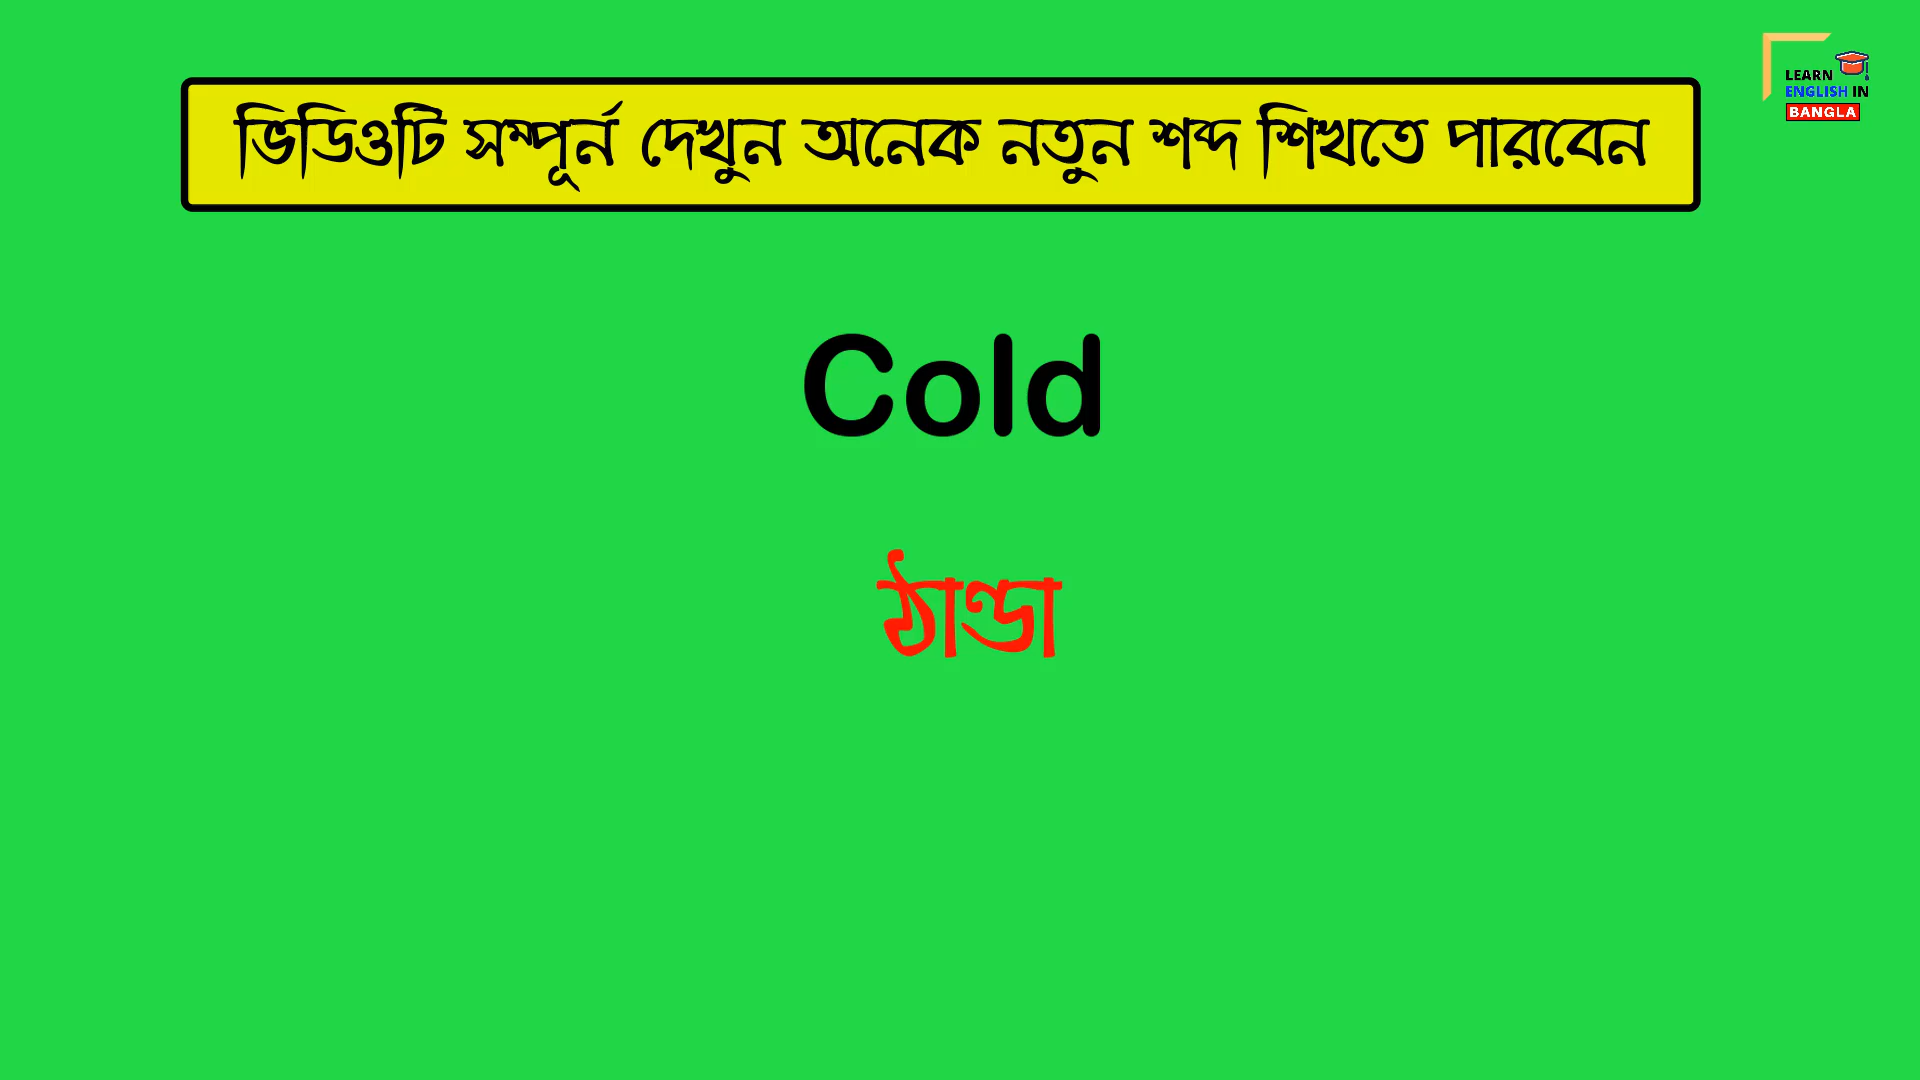 ভিডিওটি সম্পূর্ন দেখুন অনেক নতুন শব্দ শিখতে পারবেন
LEARN
ENGLISH IN
BANGLA
Cold
ঠাণ্ডা